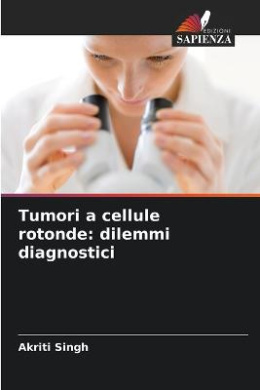 EDIZIONI
SAPIENZA
Tumori a cellule
rotonde: dilemmi
diagnostici
Akriti Singh